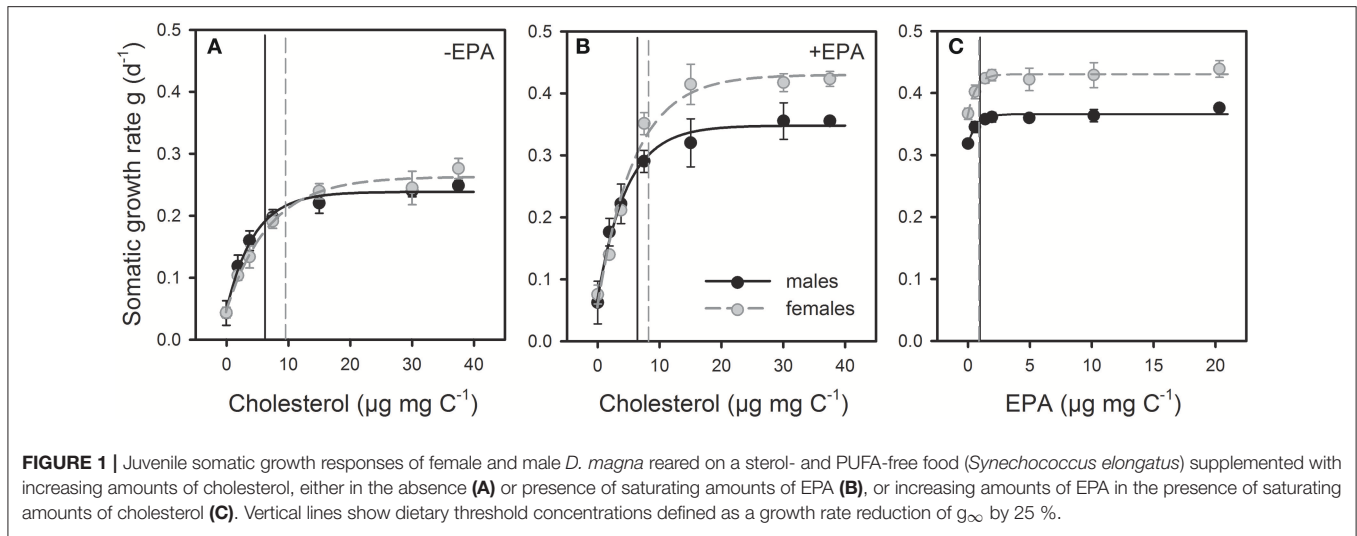 A
-EPA
B
+EPA
C
0.5
0.4
0.3
0.2
0.1
0.0
Somatic growth rate g (d⁻¹)
0 10 20 30 40
Cholesterol (µg mg C⁻¹)
0.5
0.4
0.3
0.2
0.1
0.0
males
females
0 10 20 30 40
Cholesterol (µg mg C⁻¹)
0.5
0.4
0.3
0.2
0.1
0.0
0 5 10 15 20
EPA (µg mg C⁻¹)
FIGURE 1 | Juvenile somatic growth responses of female and male D. magna reared on a sterol- and PUFA-free food (Synechococcus elongatus) supplemented with
increasing amounts of cholesterol, either in the absence (A) or presence of saturating amounts of EPA (B), or increasing amounts of EPA in the presence of saturating
amounts of cholesterol (C). Vertical lines show dietary threshold concentrations defined as a growth rate reduction of g∞ by 25 %.